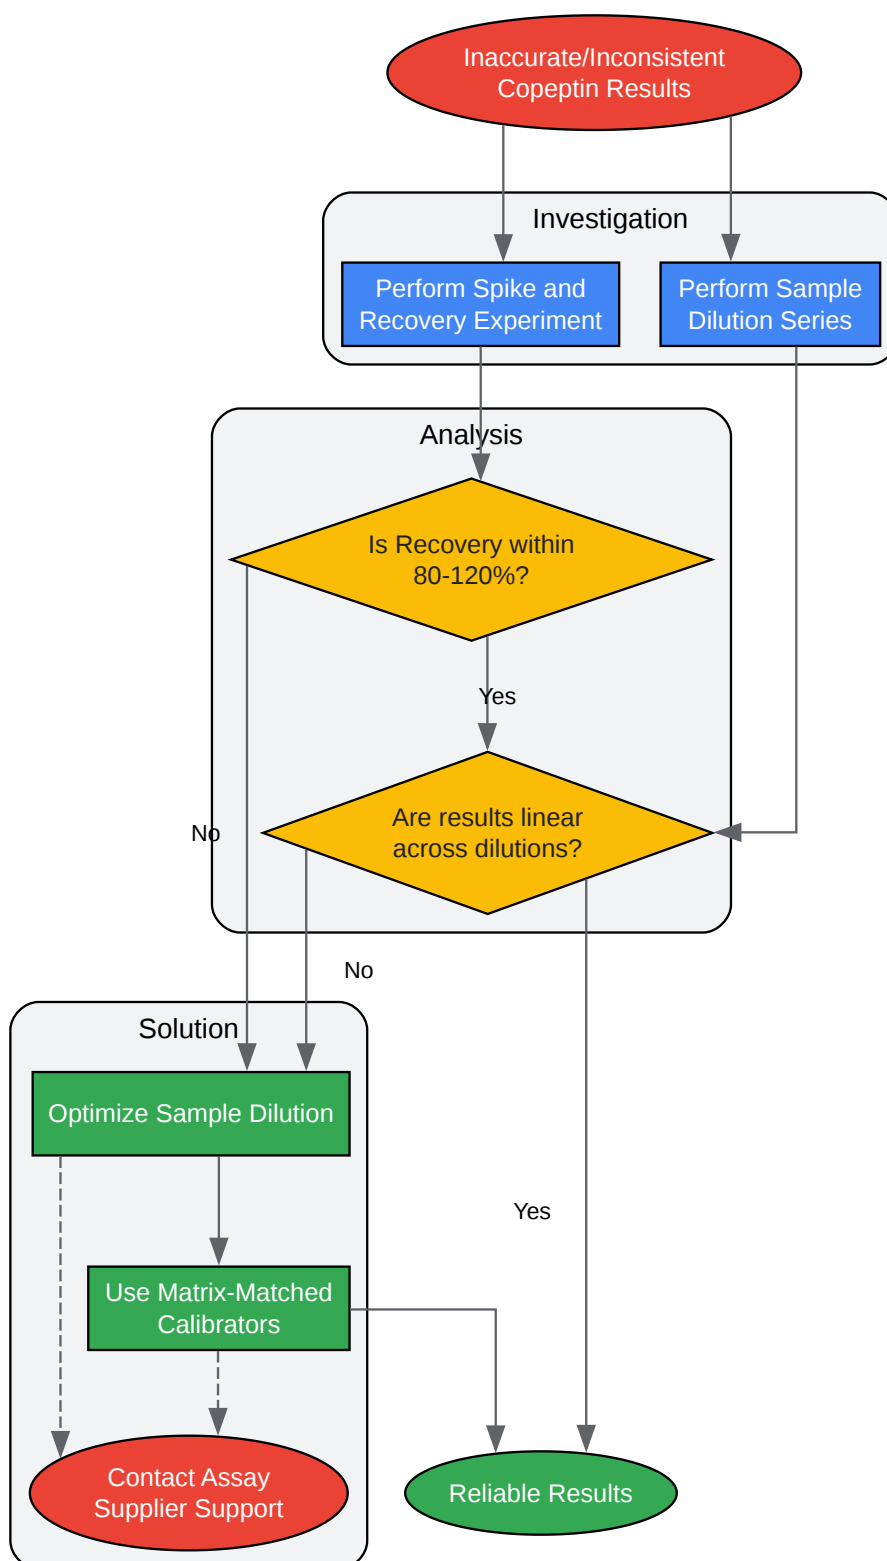 Inaccurate/Inconsistent
Copeptin Results
Investigation
Perform Spike and
Recovery Experiment
Perform Sample
Dilution Series
Analysis
Is Recovery within
80-120%?
Yes
Are results linear
across dilutions?
No
No
Solution
Optimize Sample Dilution
Yes
Use Matrix-Matched
Calibrators
Contact Assay
Supplier Support
Reliable Results